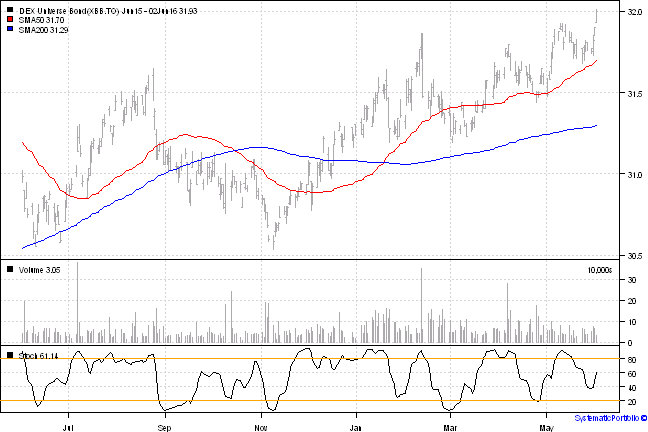 DEX Universe Bond(XBB.TO) Jun15 - 02Jun16 31.93
SMA50 31.70
SMA200 31.29
32.0
31.5
31.0
30.5
Volume 3.05
10,000s
30
20
10
0
Stoch 61.14
80
60
40
20
Jul
Sep
Nov
Jan
Mar
May
SystematicPortfolio ©